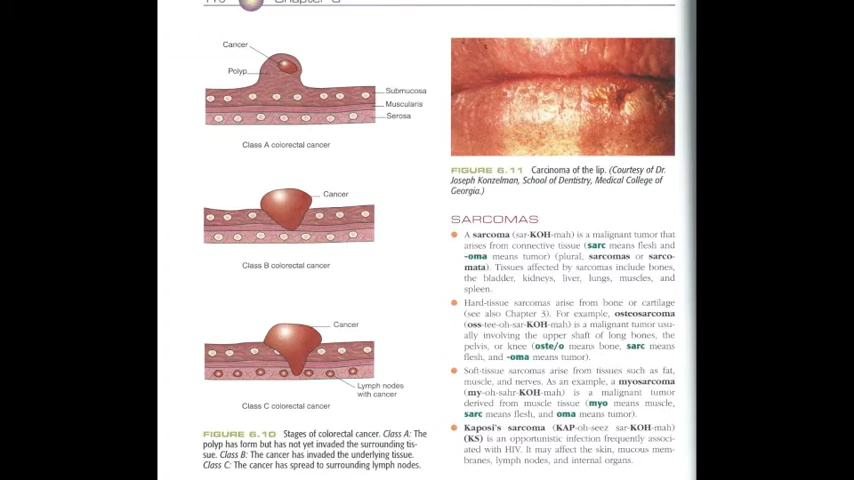 Cancer
Polyp
Submucosa
Muscularis
Serosa
Class A colorectal cancer
Cancer
Class B colorectal cancer
Cancer
Lymph nodes
with cancer
Class C colorectal cancer
FIGURE 6.10 Stages of colorectal cancer. Class A: The
polyp has form but has not yet invaded the surrounding tis-
sue. Class B: The cancer has invaded the underlying tissue.
Class C: The cancer has spread to surrounding lymph nodes.
FIGURE 6.11 Carcinoma of the lip. (Courtesy of Dr.
Joseph Konzelman, School of Dentistry, Medical College of
Georgia.)
SARCOMAS
A sarcoma (sar-KOH-mah) is a malignant tumor that
arises from connective tissue (sarc means flesh and
-oma means tumor) (plural, sarcomas or sarco-
mata). Tissues affected by sarcomas include bones,
the bladder, kidneys, liver, lungs, muscles, and
spleen.
Hard-tissue sarcomas arise from bone or cartilage
(see also Chapter 3). For example, osteosarcoma
(oss-tee-oh-sar-KOH-mah) is a malignant tumor usu-
ally involving the upper shaft of long bones, the
pelvis, or knee (oste/o means bone, sarc means
flesh, and -oma means tumor).
Soft-tissue sarcomas arise from tissues such as fat,
muscle, and nerves. As an example, a myosarcoma
(my-oh-sahr-KOH-mah) is a malignant tumor
derived from muscle tissue (myo means muscle,
sarc means flesh, and oma means tumor).
Kaposi's sarcoma (KAP-oh-seez sar-KOH-mah)
(KS) is an opportunistic infection frequently associ-
ated with HIV. It may affect the skin, mucous mem-
branes, lymph nodes, and internal organs.